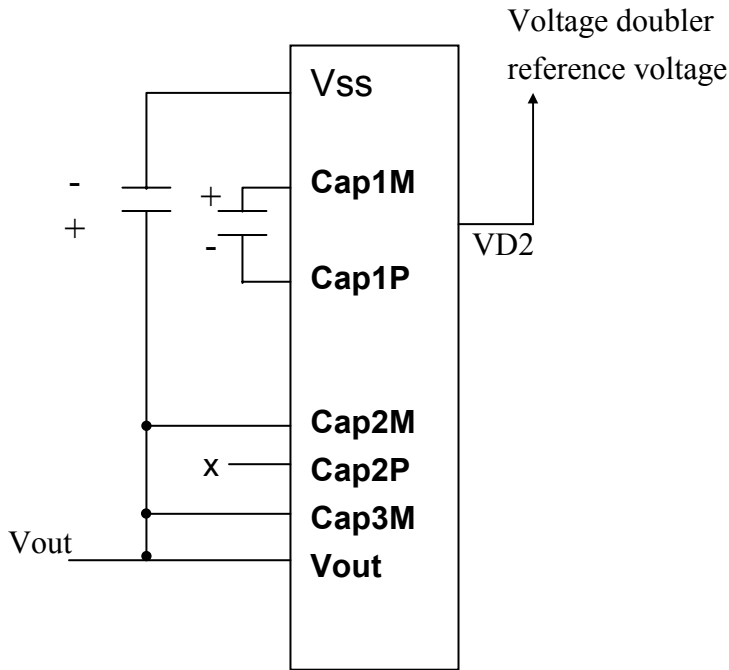 Voltage doubler
reference voltage
Vss
-
+
+
-
Cap1M
VD2
Cap1P
Cap2M
x
Cap2P
Cap3M
Vout
Vout